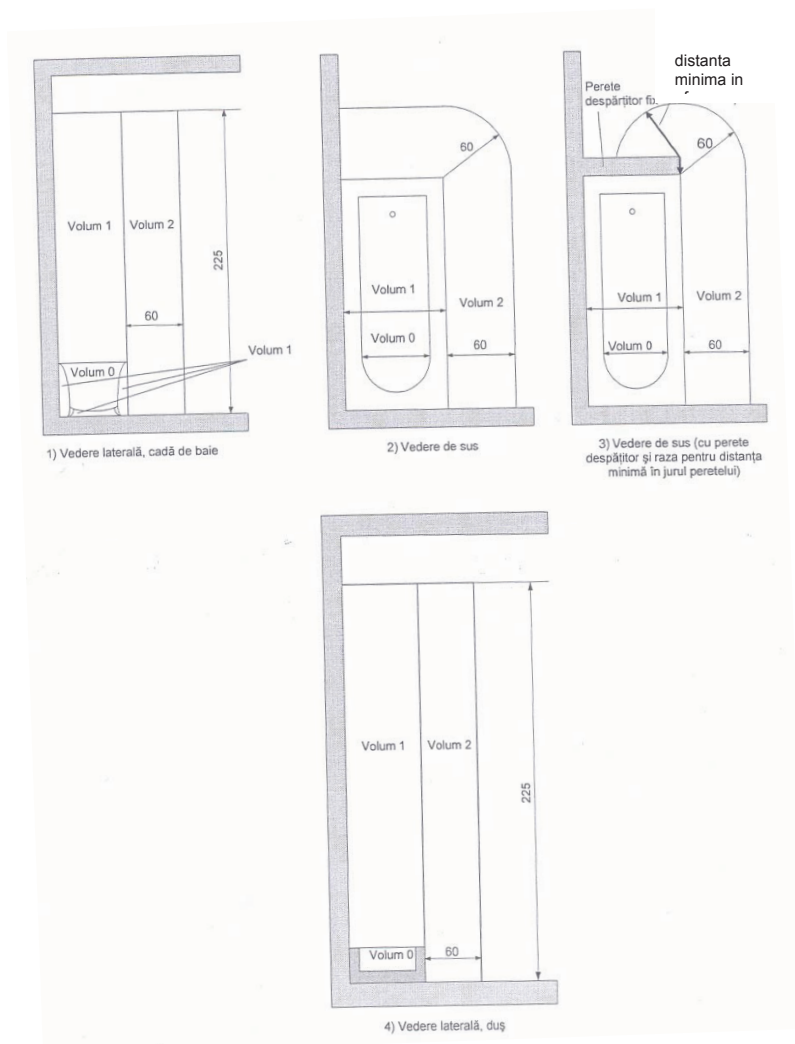 Volum 1
Volum 2
225
60
Volum 0
Volum 1
1) Vedere laterală, cadă de baie
60
Volum 1
Volum 2
Volum 0
60
2) Vedere de sus
distanta
minima in
Perete
despărțitor
60
Volum 1
Volum 2
Volum 0
60
3) Vedere de sus (cu perete
despățitor și raza pentru distanța
minimă în jurul peretelui)
Volum 1
Volum 2
225
Volum 0
60
4) Vedere laterală, duș